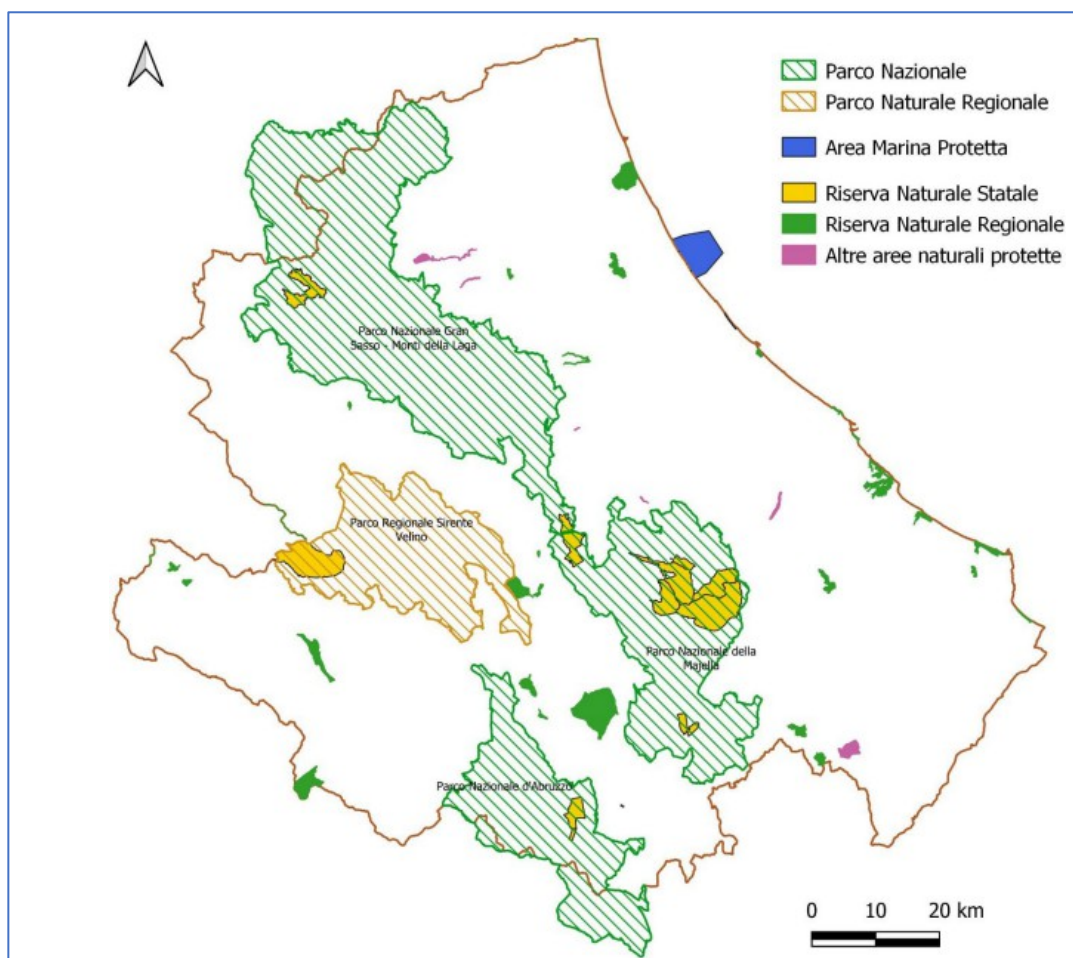 Parco Nazionale
Parco Naturale Regionale
Area Marina Protetta
Riserva Naturale Statale
Riserva Naturale Regionale
Altre aree naturali protette
Parco Nazionale Gran
Sasso - Monti della Laga
Parco Regionale Sirente
Velino
Parco Nazionale della
Majella
Parco Nazionale d'Abruzzo
0 10 20 km